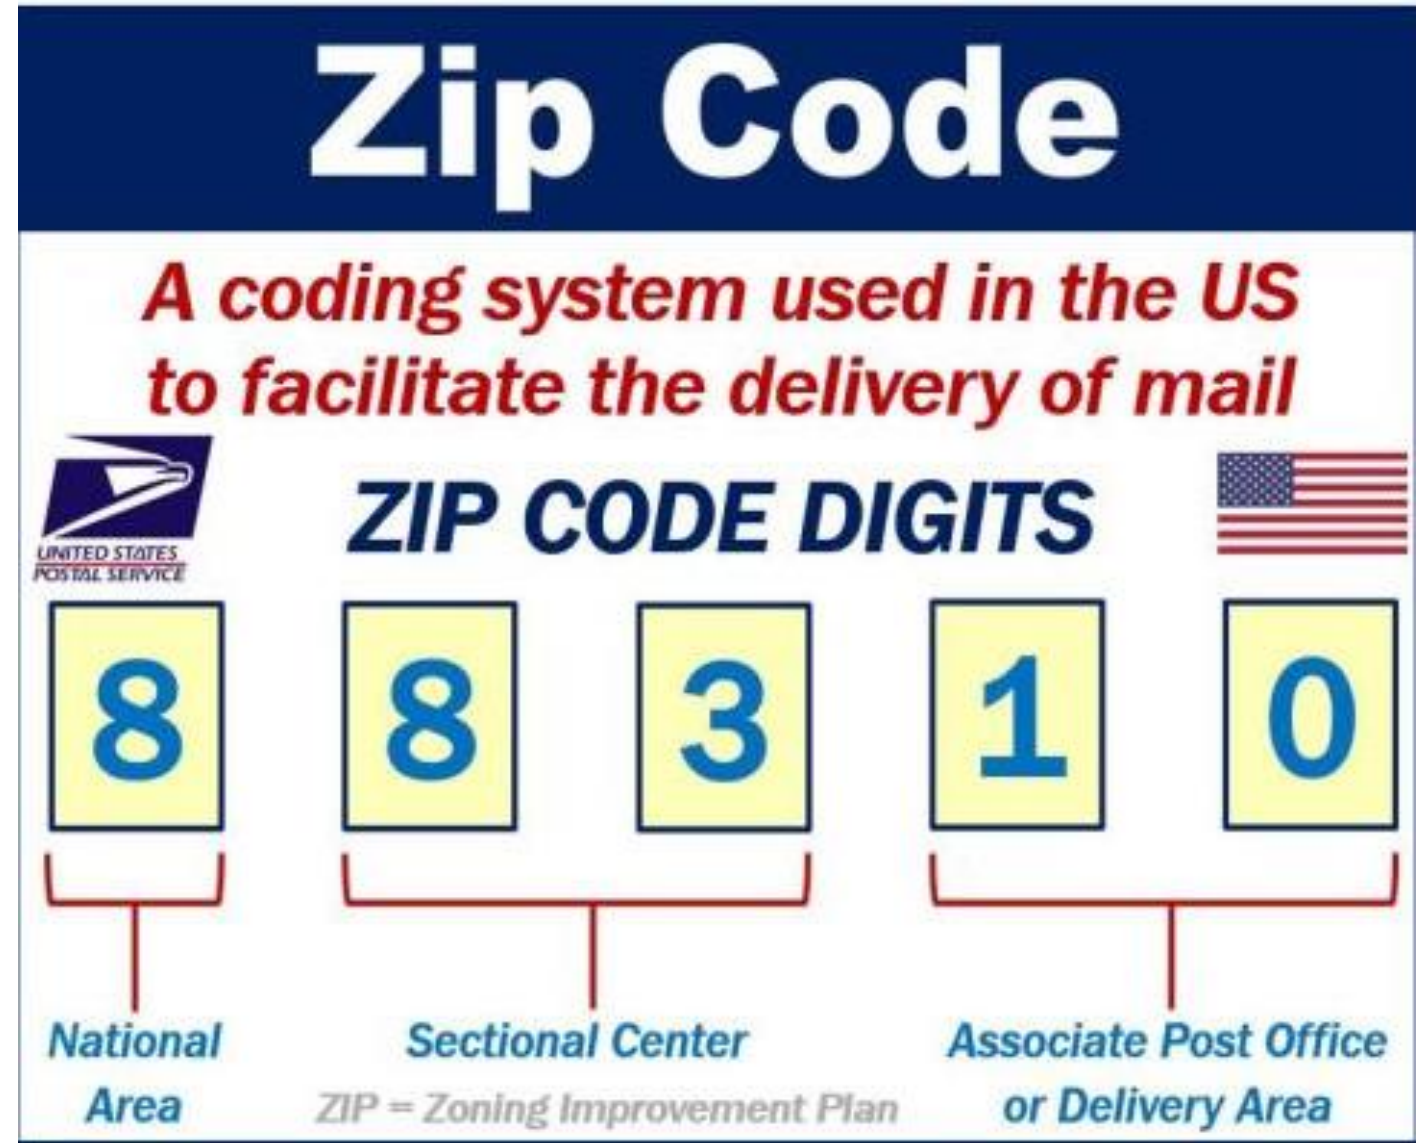 Zip Code
A coding system used in the US
to facilitate the delivery of mail
UNITED STATES
POSTAL SERVICE
ZIP CODE DIGITS
8 8 3 1 0
National
Area
Sectional Center
ZIP = Zoning Improvement Plan
Associate Post Office
or Delivery Area